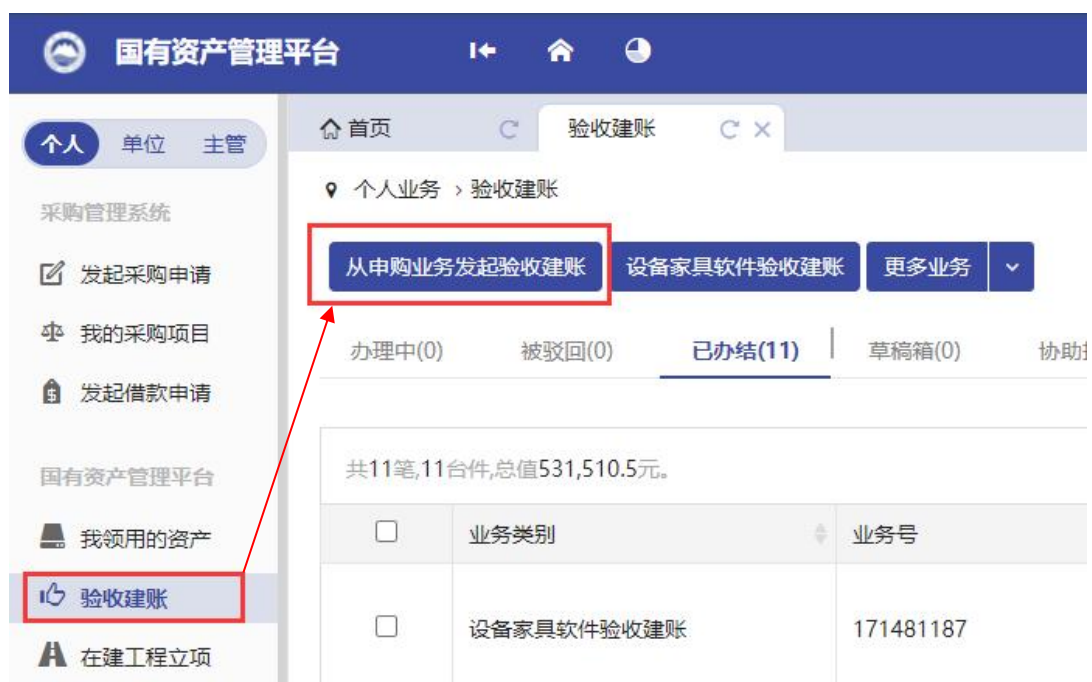 国有资产管理平台
个人 单位 主管
首页 验收建账
个人业务 > 验收建账
采购管理系统
从申购业务发起验收建账 设备家具软件验收建账 更多业务
发起采购申请
我的采购项目
办理中(0) 被驳回(0) 已办结(11) 草稿箱(0) 协助
发起借款申请
国有资产管理平台
共11笔,11台件,总值531,510.5元。
我领用的资产
业务类别 业务号
验收建账
设备家具软件验收建账 171481187
在建工程立项